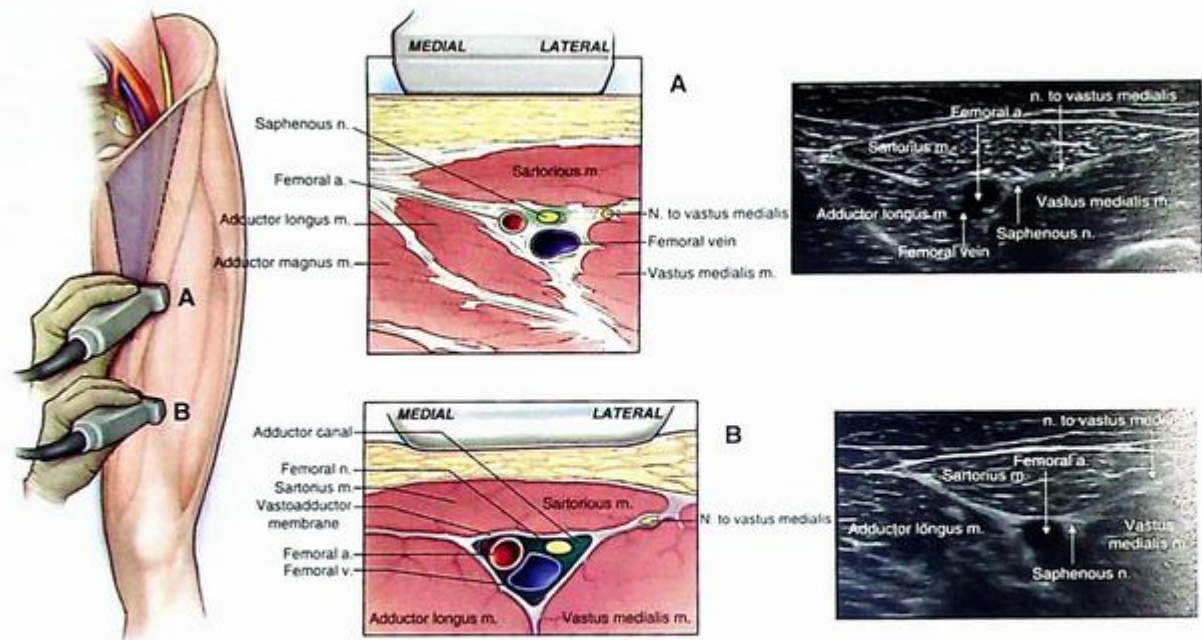 A
B
MEDIAL LATERAL
A
Saphenous n.
Sartorious m.
Femoral a.
Adductor longus m.
N. to vastus medialis
Femoral vein
Adductor magnus m.
Vastus medialis m.
n. to vastus medialis
Femoral a.
Sartorius m.
Vastus medialis m.
Adductor longus m.
Saphenous n.
Femoral vein
MEDIAL LATERAL
B
Adductor canal
Femoral n.
Sartorius m.
Sartorious m.
Vastoadductor
membrane
N. to vastus medialis
Femoral a.
Femoral v.
Adductor longus m.
Vastus medialis m.
n. to vastus medialis
Femoral a.
Sartorius m.
Adductor longus m.
Vastus
medialis m.
Saphenous n.